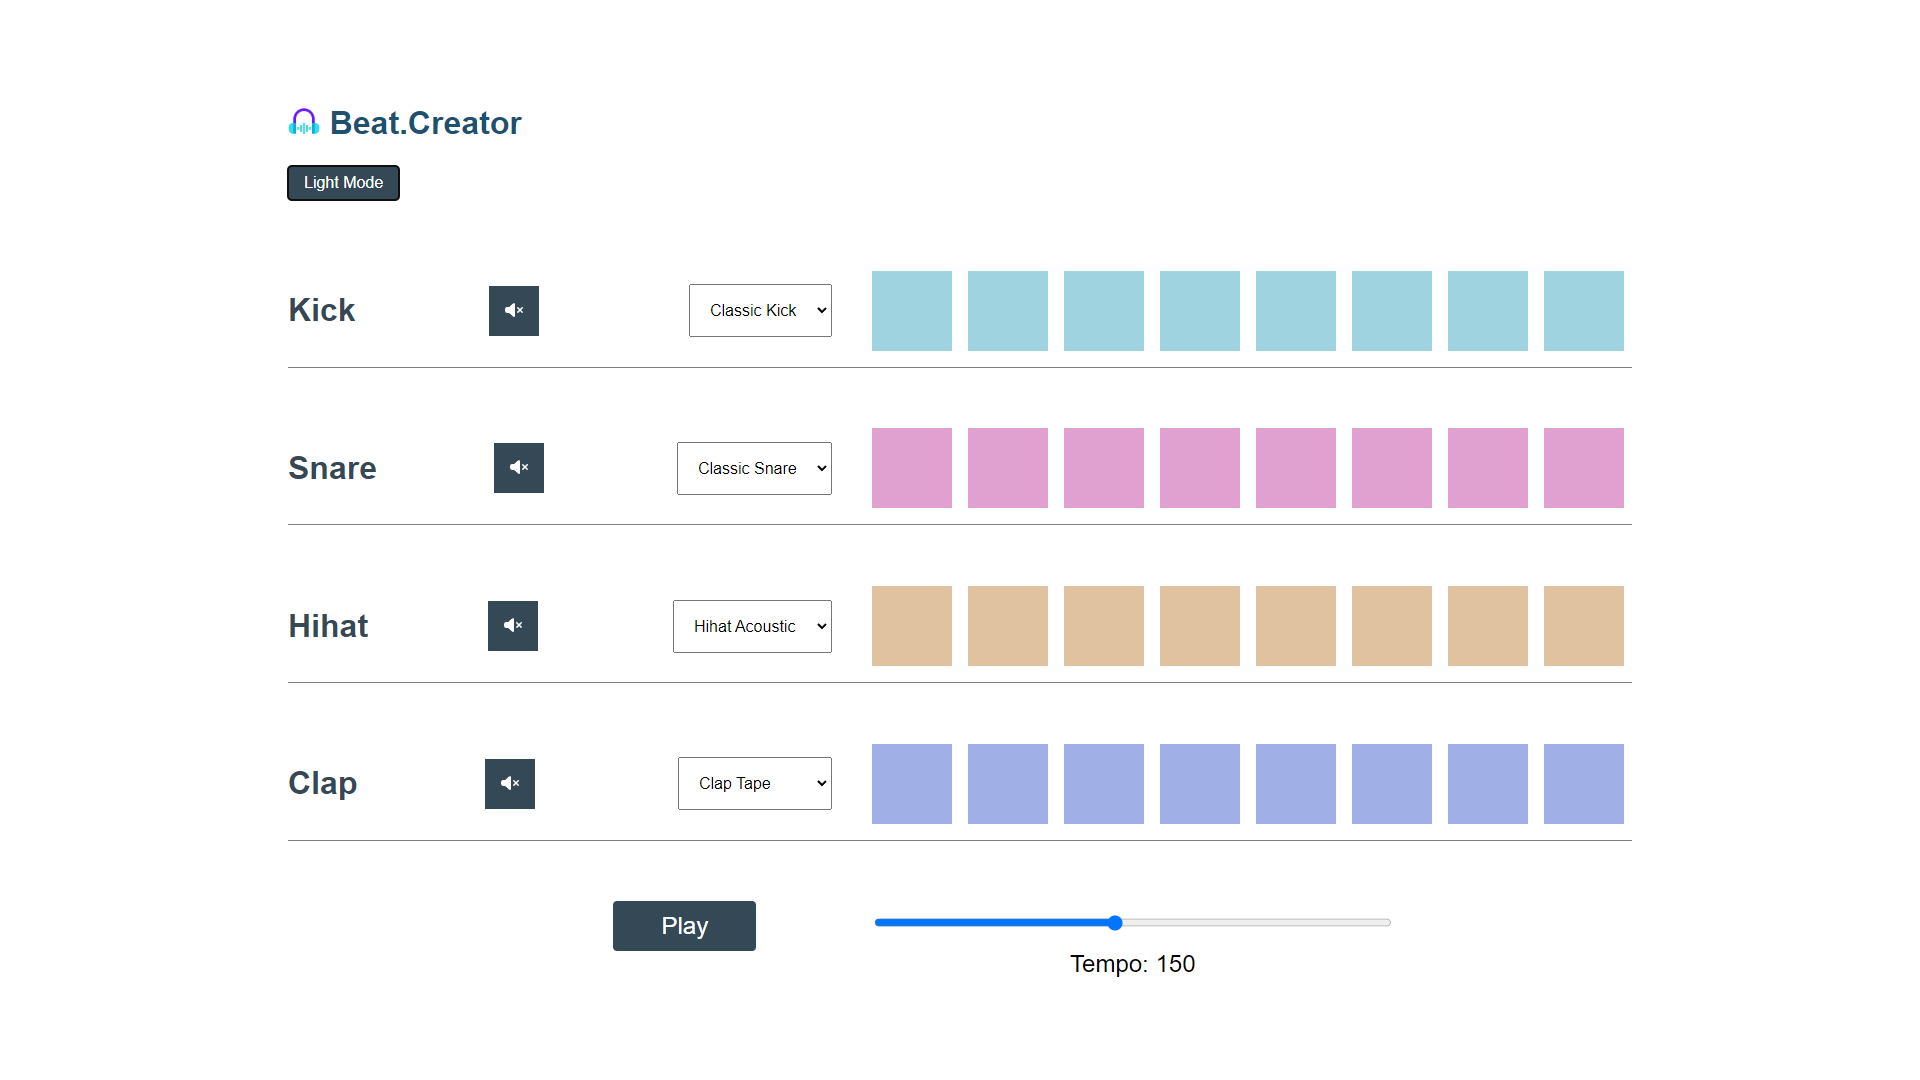 Beat.Creator
Light Mode
Kick
Classic Kick
Snare
Classic Snare
Hihat
Hihat Acoustic
Clap
Clap Tape
Play
Tempo: 150